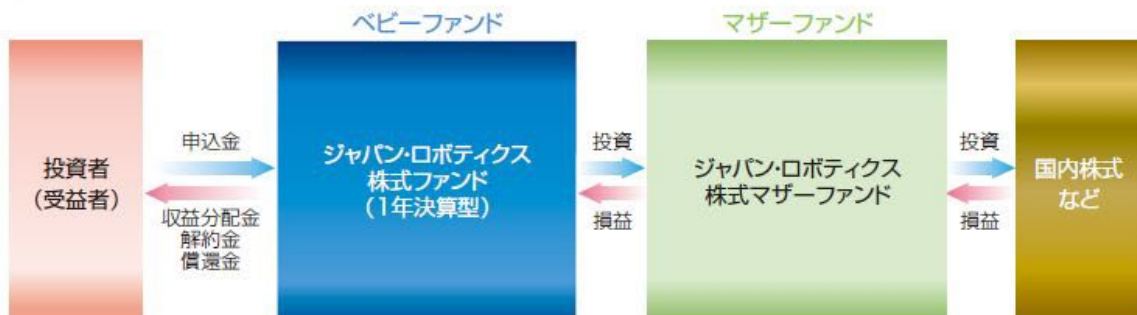 ベビーファンド
マザーファンド
投資者
（受益者）
申込金
収益分配金
解約金
償還金
ジャパン・ロボティクス
株式ファンド
（1年決算型）
投資
損益
ジャパン・ロボティクス
株式マザーファンド
投資
損益
国内株式
など